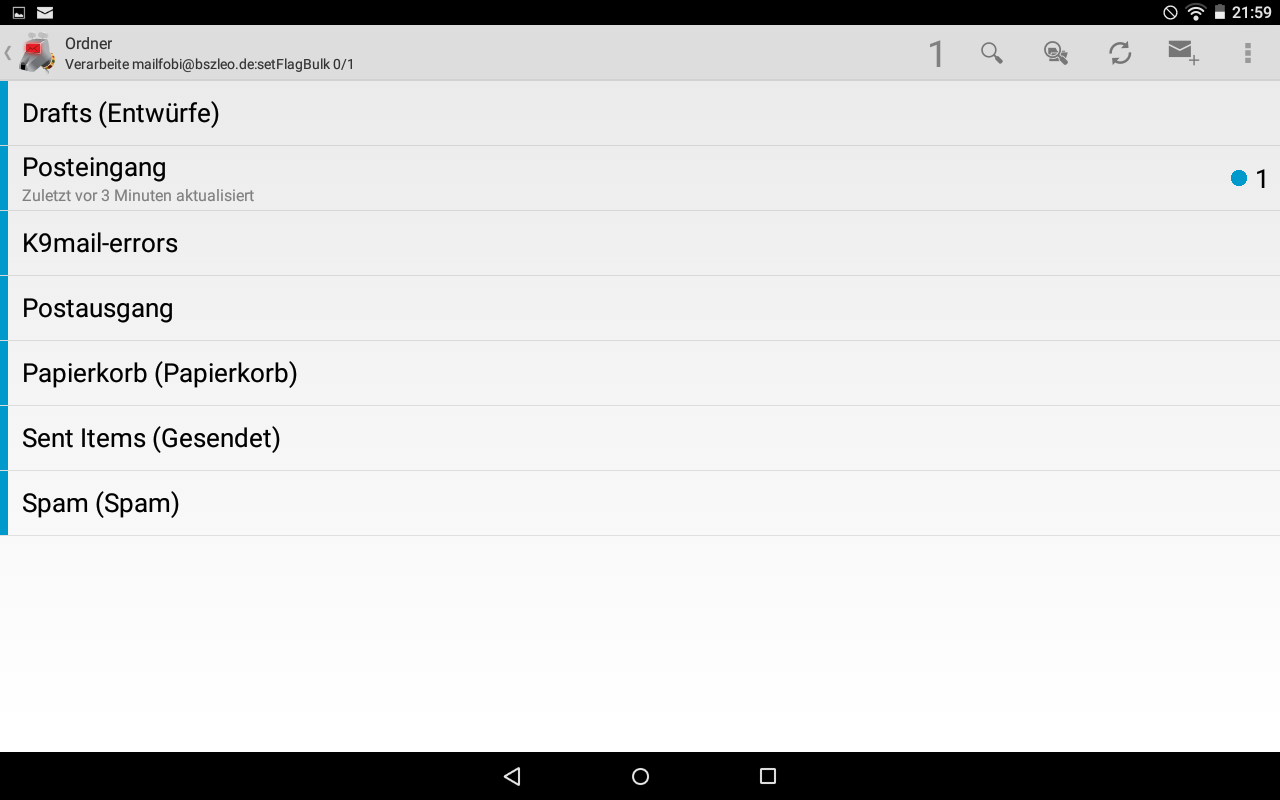 21:59
Ordner
Verarbeite mailfobi@bszleo.de:setFlagBulk 0/1
1
Drafts (Entwürfe)
Posteingang
Zuletzt vor 3 Minuten aktualisiert
1
K9mail-errors
Postausgang
Papierkorb (Papierkorb)
Sent Items (Gesendet)
Spam (Spam)